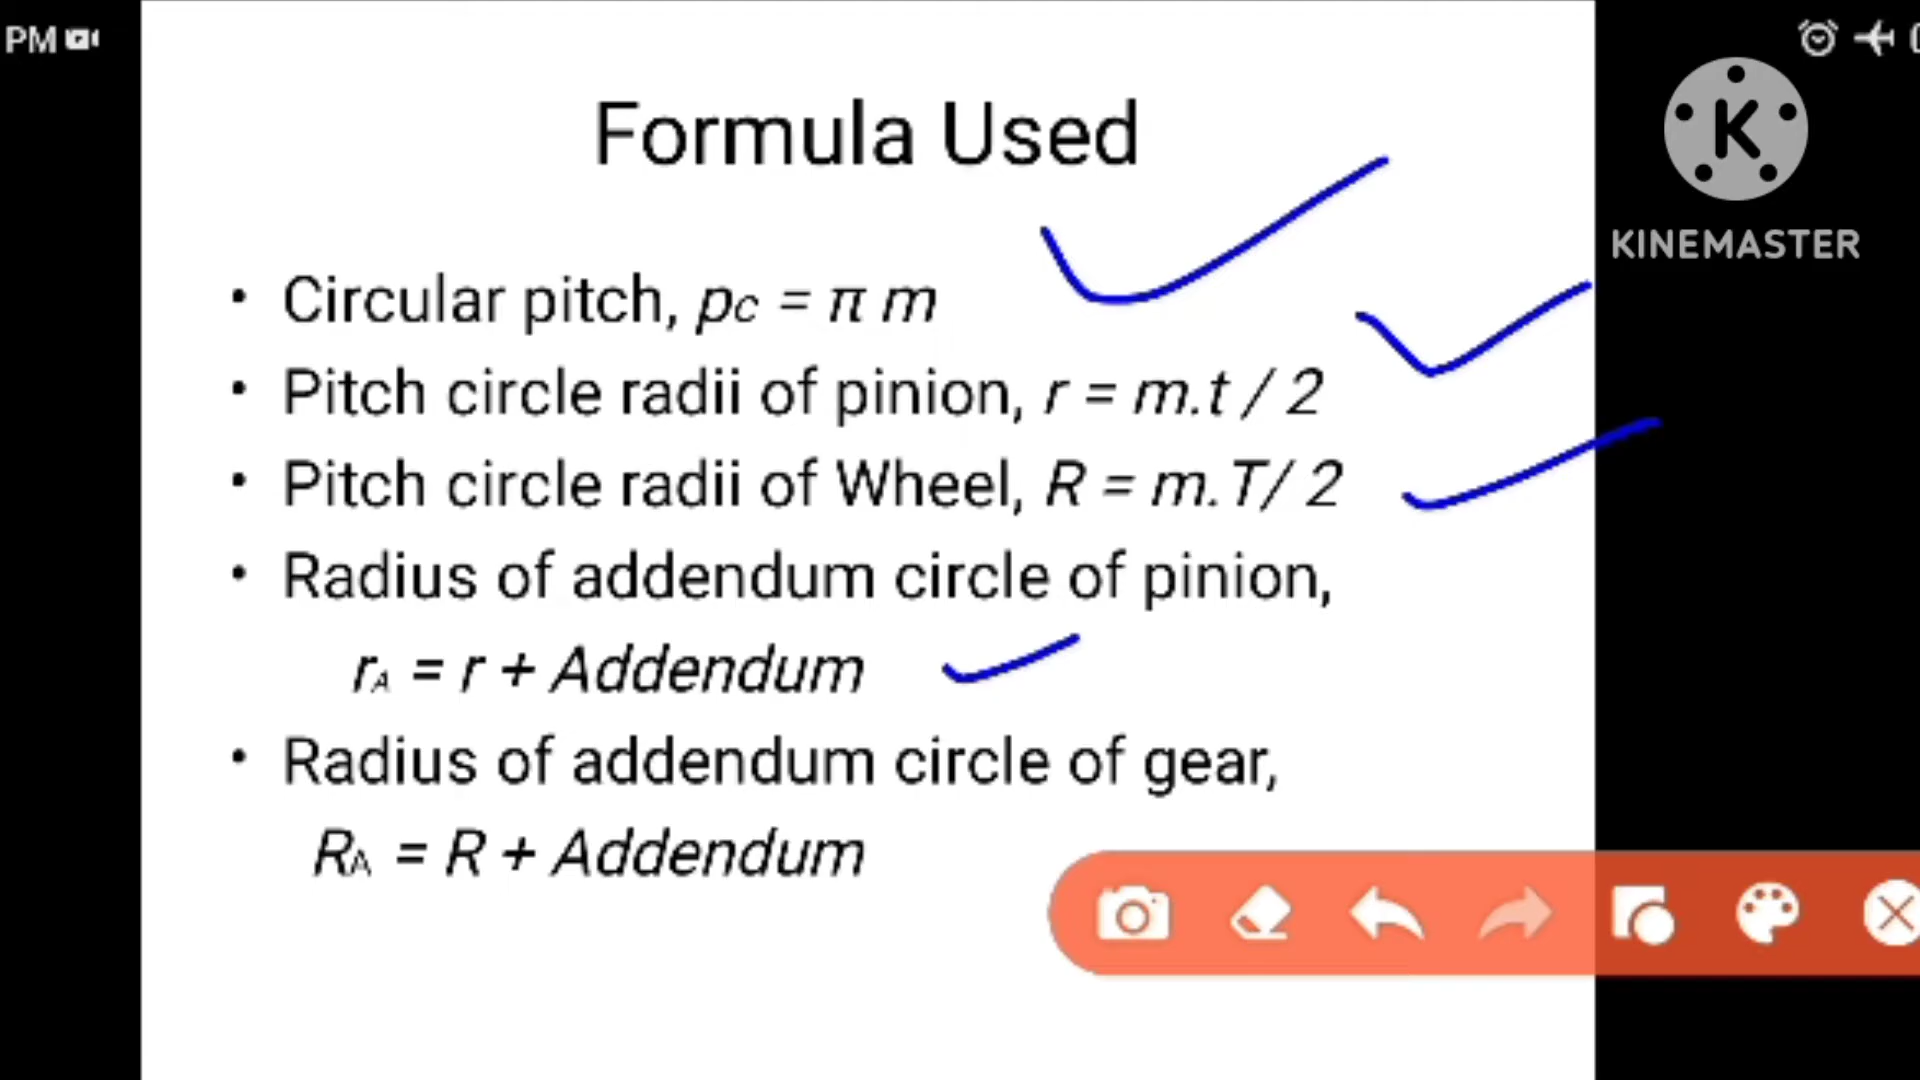 PM
Formula Used
K
KINEMASTER
• Circular pitch, pc = π m
• Pitch circle radii of pinion, r = m.t / 2
• Pitch circle radii of Wheel, R = m.T/ 2
• Radius of addendum circle of pinion,
rA = r + Addendum
• Radius of addendum circle of gear,
RA = R + Addendum